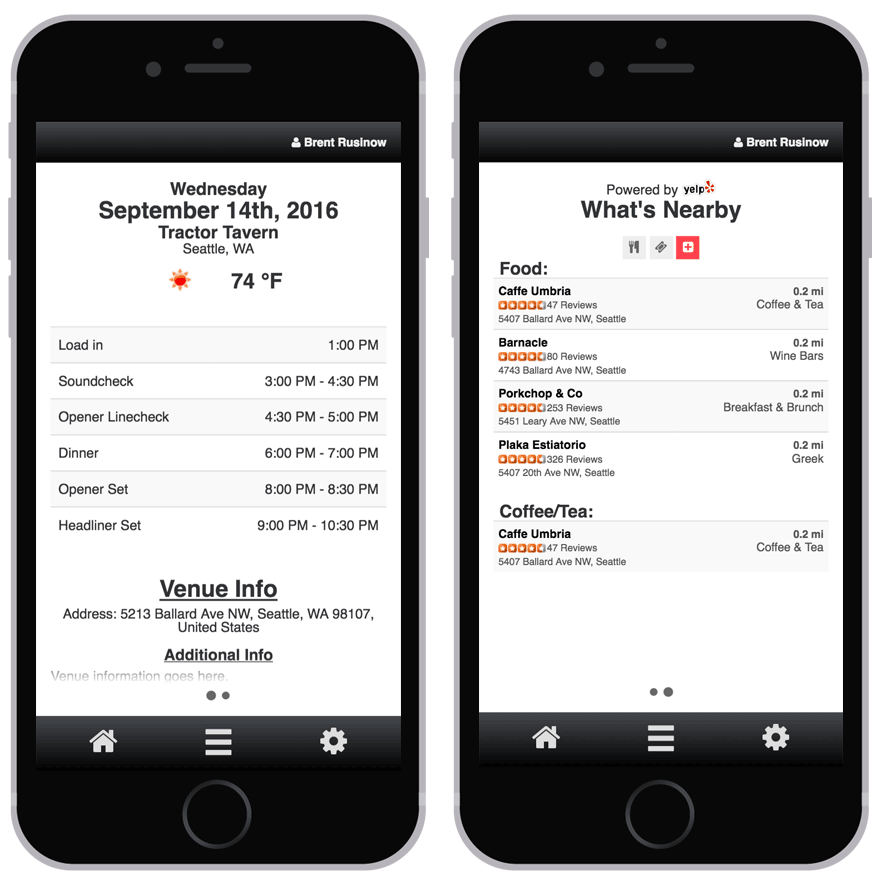 Brent Rusinow
Wednesday
September 14th, 2016
Tractor Tavern
Seattle, WA
74 °F
Load in 1:00 PM
Soundcheck 3:00 PM - 4:30 PM
Opener Linecheck 4:30 PM - 5:00 PM
Dinner 6:00 PM - 7:00 PM
Opener Set 8:00 PM - 8:30 PM
Headliner Set 9:00 PM - 10:30 PM
Venue Info
Address: 5213 Ballard Ave NW, Seattle, WA 98107,
United States
Additional Info
Venue information goes here.
Brent Rusinow
Powered by yelp
What's Nearby
Food:
Caffe Umbria 0.2 mi
47 Reviews Coffee & Tea
5407 Ballard Ave NW, Seattle
Barnacle 0.2 mi
80 Reviews Wine Bars
4743 Ballard Ave NW, Seattle
Porkchop & Co 0.2 mi
253 Reviews Breakfast & Brunch
5451 Leary Ave NW, Seattle
Plaka Estiatorio 0.2 mi
326 Reviews Greek
5407 20th Ave NW, Seattle
Coffee/Tea:
Caffe Umbria 0.2 mi
47 Reviews Coffee & Tea
5407 Ballard Ave NW, Seattle